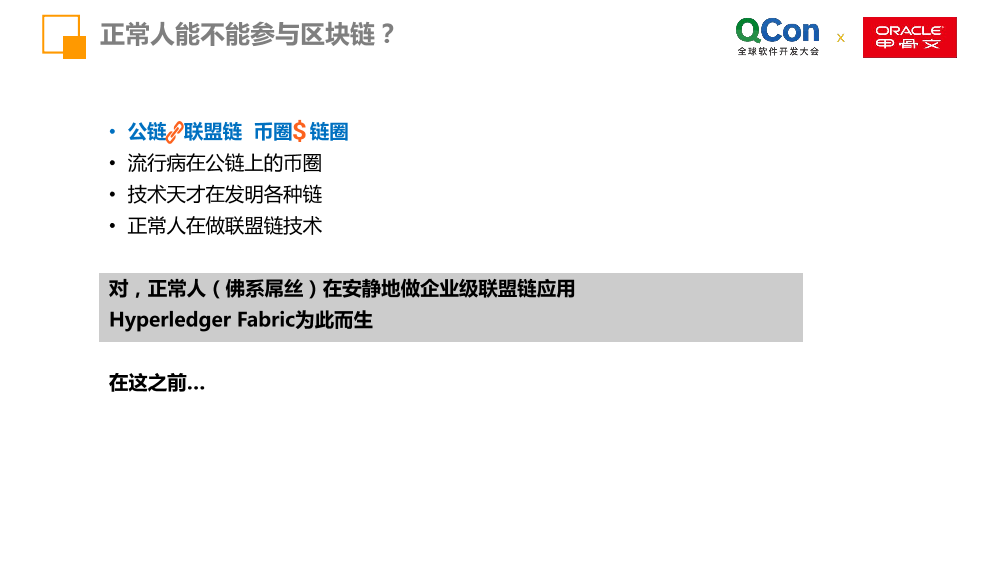 正常人能不能参与区块链？
QCon
全球软件开发大会
x
ORACLE
甲骨文
• 公链 联盟链 币圈$ 链圈
• 流行病在公链上的币圈
• 技术天才在发明各种链
• 正常人在做联盟链技术
对，正常人（佛系屌丝）在安静地做企业级联盟链应用
Hyperledger Fabric为此而生
在这之前…